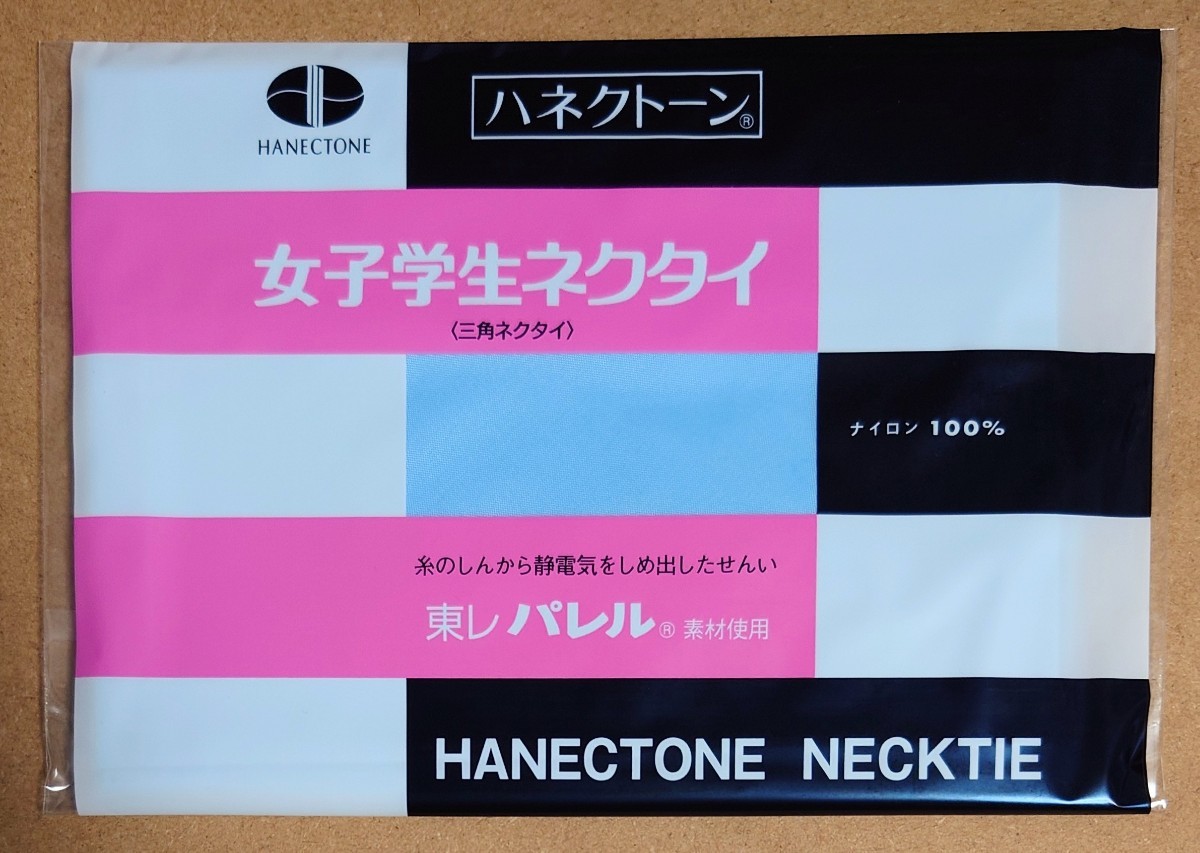 HANECTONE
ハネクトーン®
女子学生ネクタイ
〈三角ネクタイ〉
ナイロン 100%
糸のしんから静電気をしめ出したせんい
東レ パレル® 素材使用
HANECTONE NECKTIE